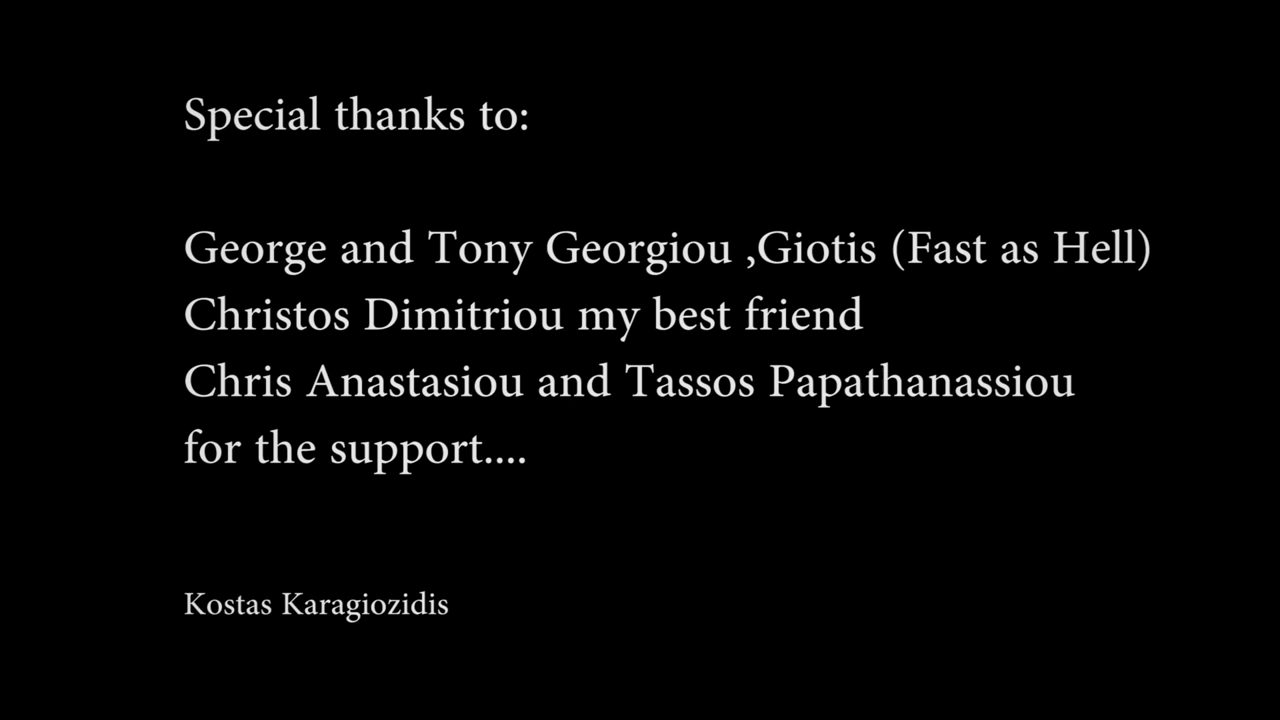 Special thanks to:
George and Tony Georgiou ,Giotis (Fast as Hell)
Christos Dimitriou my best friend
Chris Anastasiou and Tassos Papathanassiou
for the support....
Kostas Karagiozidis